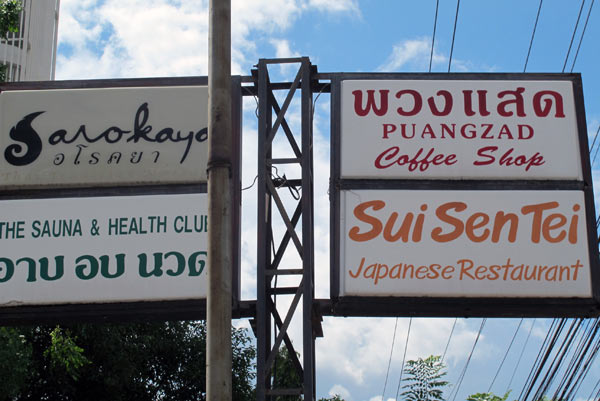 Sarokaya
อโรคยา
THE SAUNA & HEALTH CLUB
อาบ อบ นวด
พวงแสด
PUANGZAD
Coffee Shop
Sui Sen Tei
Japanese Restaurant